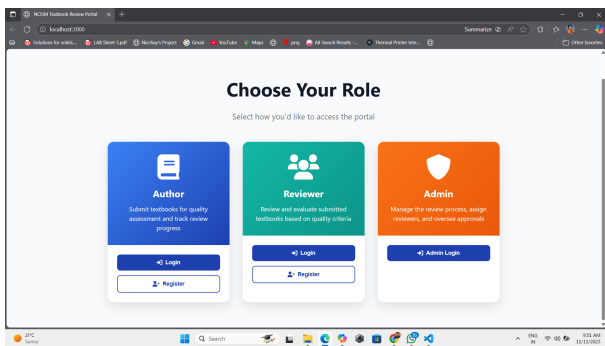 NCISM Textbook Review Portal
localhost:3000
Summarize
Solutions for solids...
LAB Sheet 3.pdf
Nischay's Project
Gmail
YouTube
Maps
proj
All Search Results -...
Thermal Printer Inte...
Other favorites
Choose Your Role
Select how you'd like to access the portal
Author
Submit textbooks for quality
assessment and track review
progress
Login
Register
Reviewer
Review and evaluate submitted
textbooks based on quality criteria
Login
Register
Admin
Manage the review process, assign
reviewers, and oversee approvals
Admin Login
21°C
Sunny
Search
ENG
IN
9:51 AM
11/11/2025